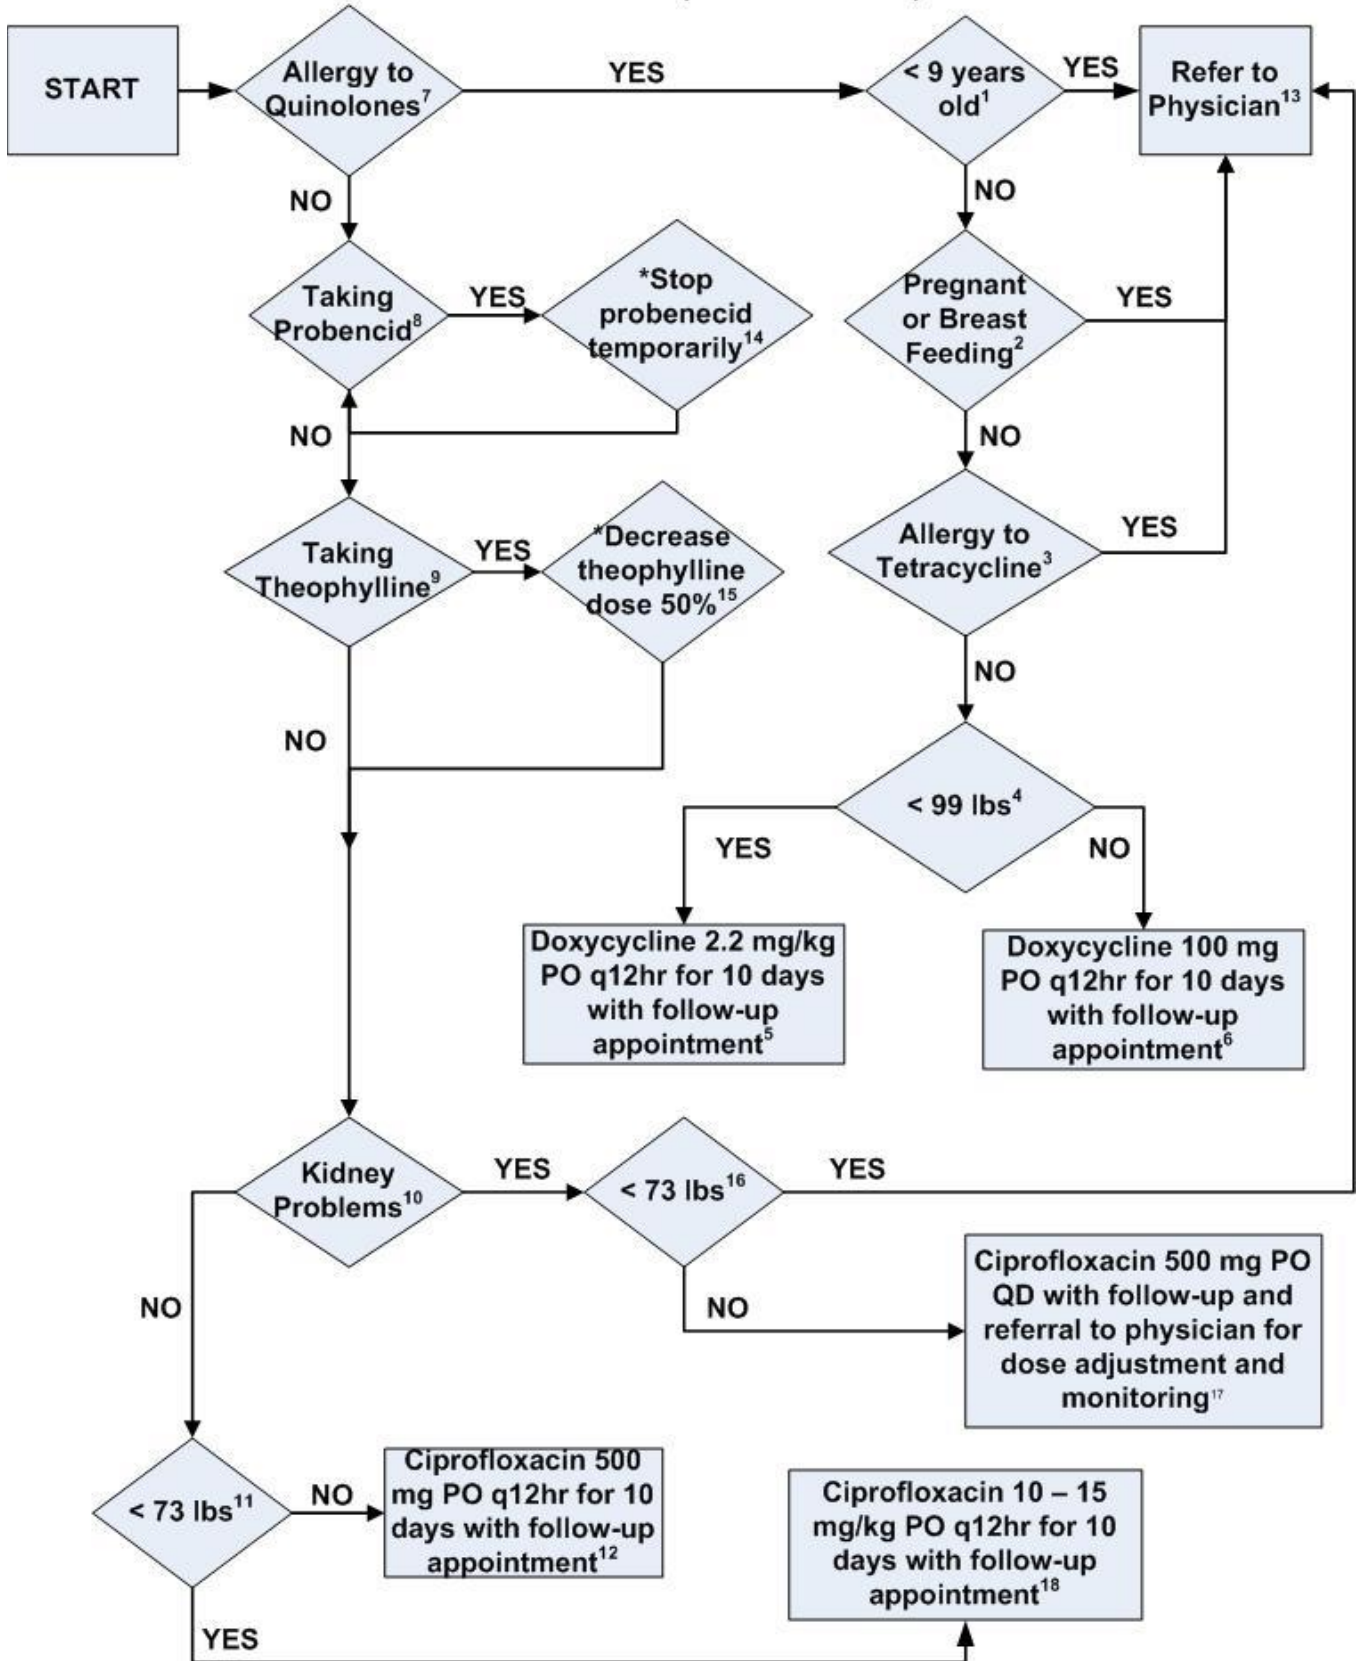 START
Allergy to
Quinolones7
YES
< 9 years
old1
YES
Refer to
Physician13
NO
NO
Taking
Probencid8
YES
*Stop
probenecid
temporarily14
Pregnant
or Breast
Feeding2
YES
NO
NO
Taking
Theophylline9
YES
*Decrease
theophylline
dose 50%15
Allergy to
Tetracycline3
YES
NO
NO
< 99 lbs4
YES
NO
Doxycycline 2.2 mg/kg
PO q12hr for 10 days
with follow-up
appointment5
Doxycycline 100 mg
PO q12hr for 10 days
with follow-up
appointment6
Kidney
Problems10
YES
< 73 lbs16
YES
NO
NO
Ciprofloxacin 500 mg PO
QD with follow-up and
referral to physician for
dose adjustment and
monitoring17
< 73 lbs11
NO
Ciprofloxacin 500
mg PO q12hr for 10
days with follow-up
appointment12
Ciprofloxacin 10 – 15
mg/kg PO q12hr for 10
days with follow-up
appointment18
YES